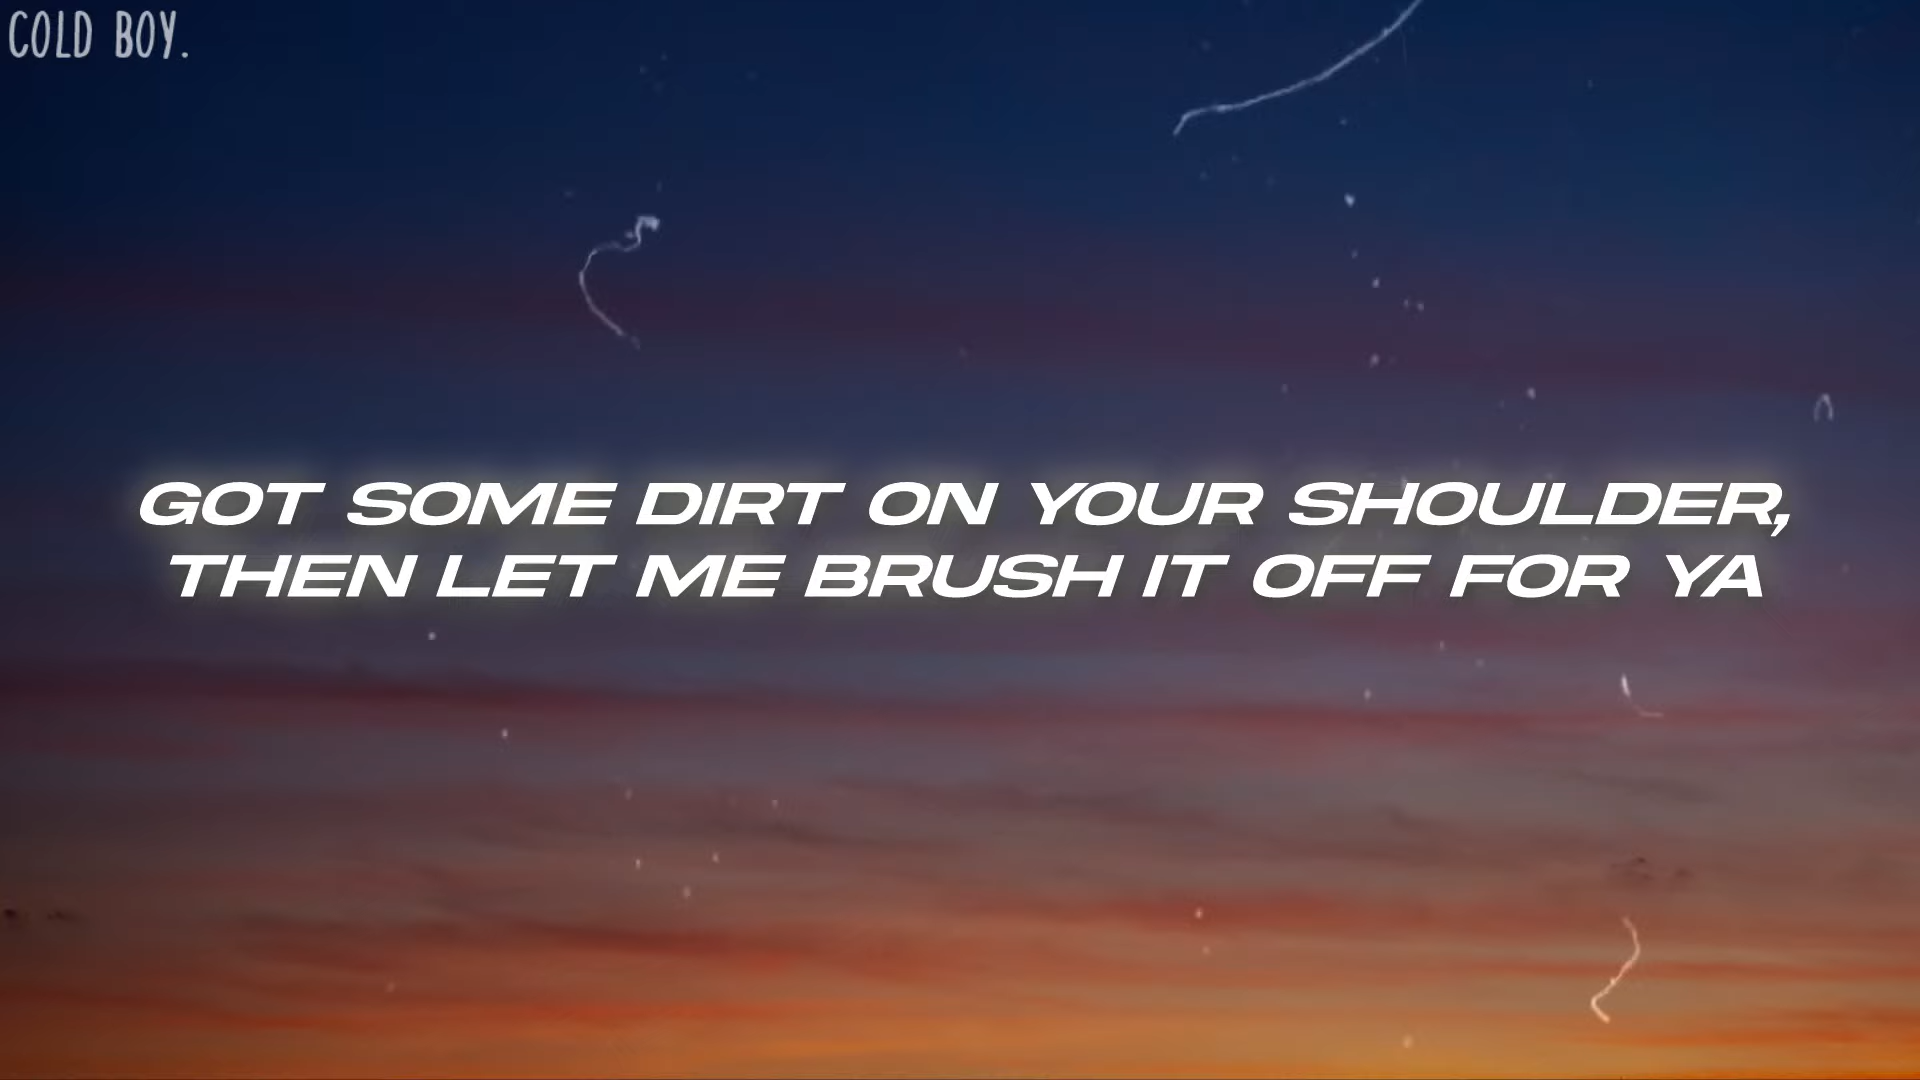 COLD BOY.
GOT SOME DIRT ON YOUR SHOULDER,
THEN LET ME BRUSH IT OFF FOR YA